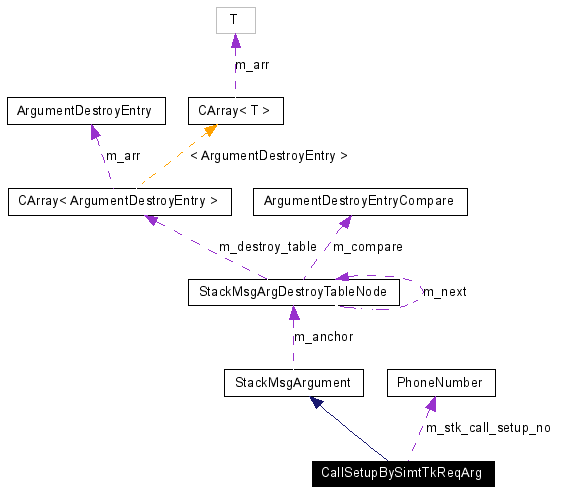 T
m_arr
ArgumentDestroyEntry
CArray< T >
m_arr
< ArgumentDestroyEntry >
CArray< ArgumentDestroyEntry >
ArgumentDestroyEntryCompare
m_destroy_table
m_compare
StackMsgArgDestroyTableNode
m_next
m_anchor
StackMsgArgument
PhoneNumber
m_stk_call_setup_no
CallSetupBySimtTkReqArg